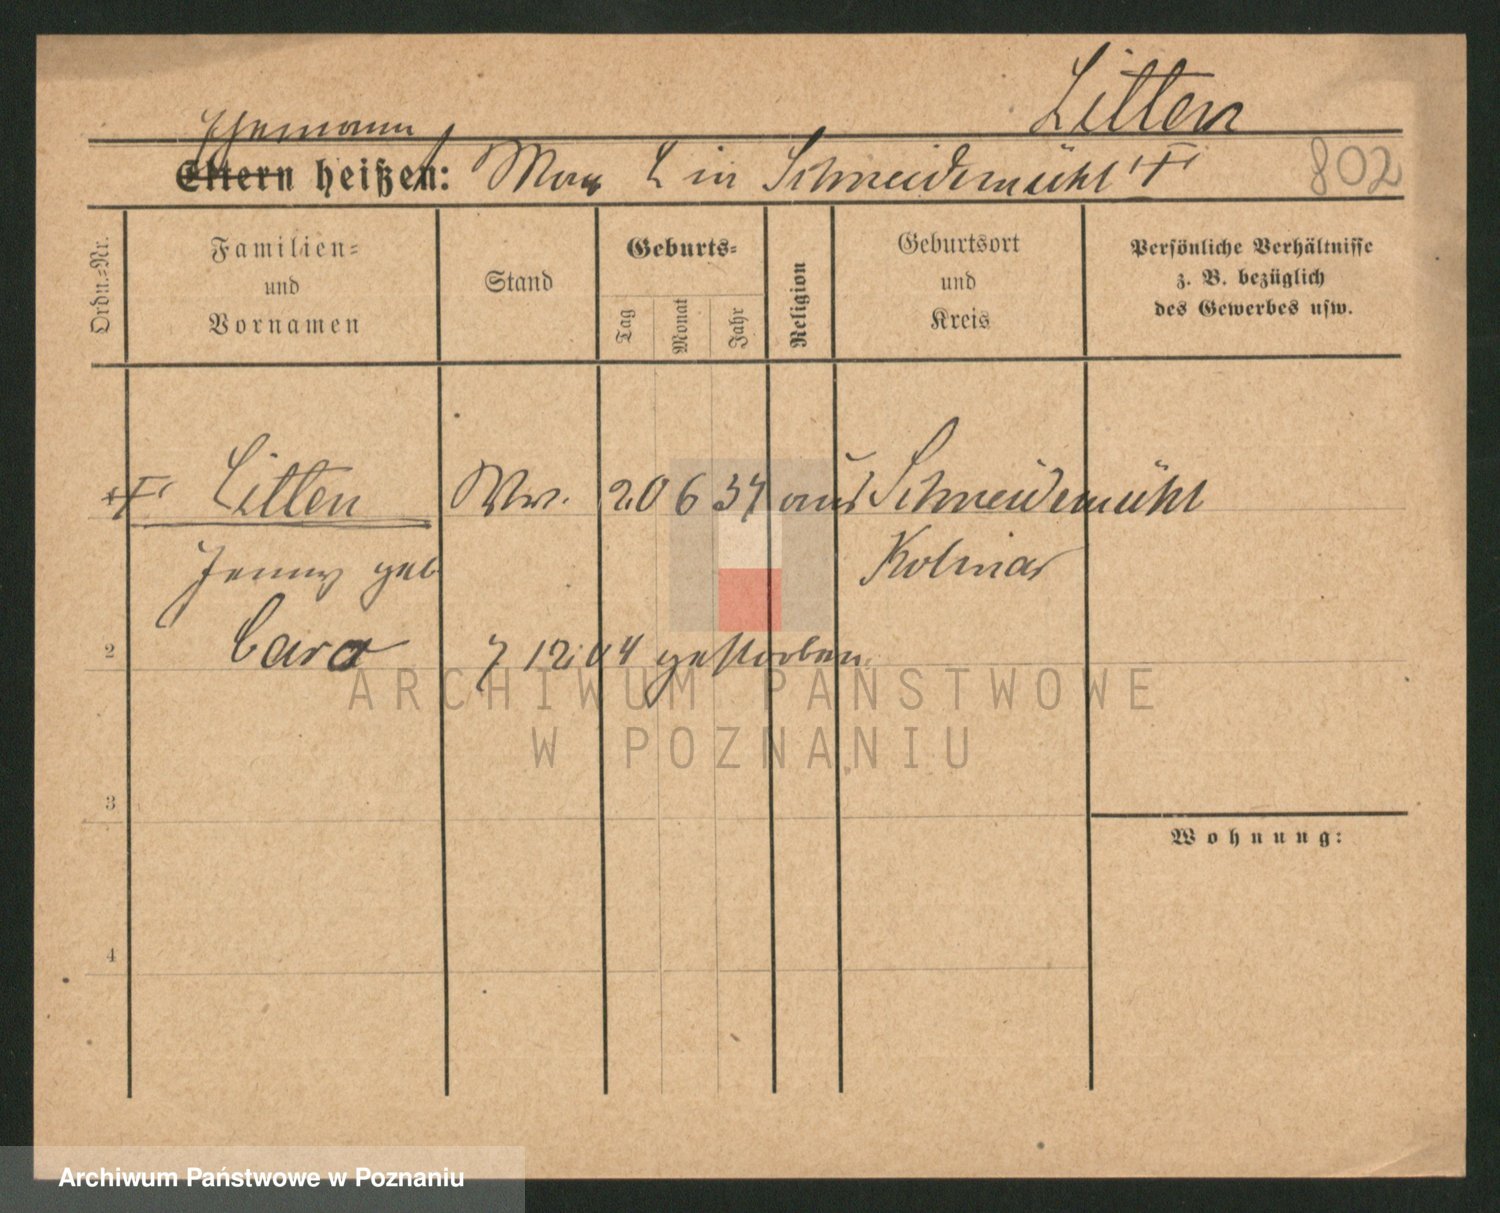 Litten
Ehemann
Eltern heißen: Max L in Schneidemühl †
802
Ordn.-Nr.
Familien-
und
Vornamen
Stand
Geburts-
Tag
Monat
Jahr
Religion
Geburtsort
und
Kreis
Persönliche Verhältnisse
z. B. bezüglich
des Gewerbes usw.
† Litten Ww. 20 6 37 aus Schneidemühl
Jenny geb Kolmar
2 Caro 7 12 04 gestorben
ARCHIWUM PAŃSTWOWE
W POZNANIU
3
Wohnung:
4
Archiwum Państwowe w Poznaniu